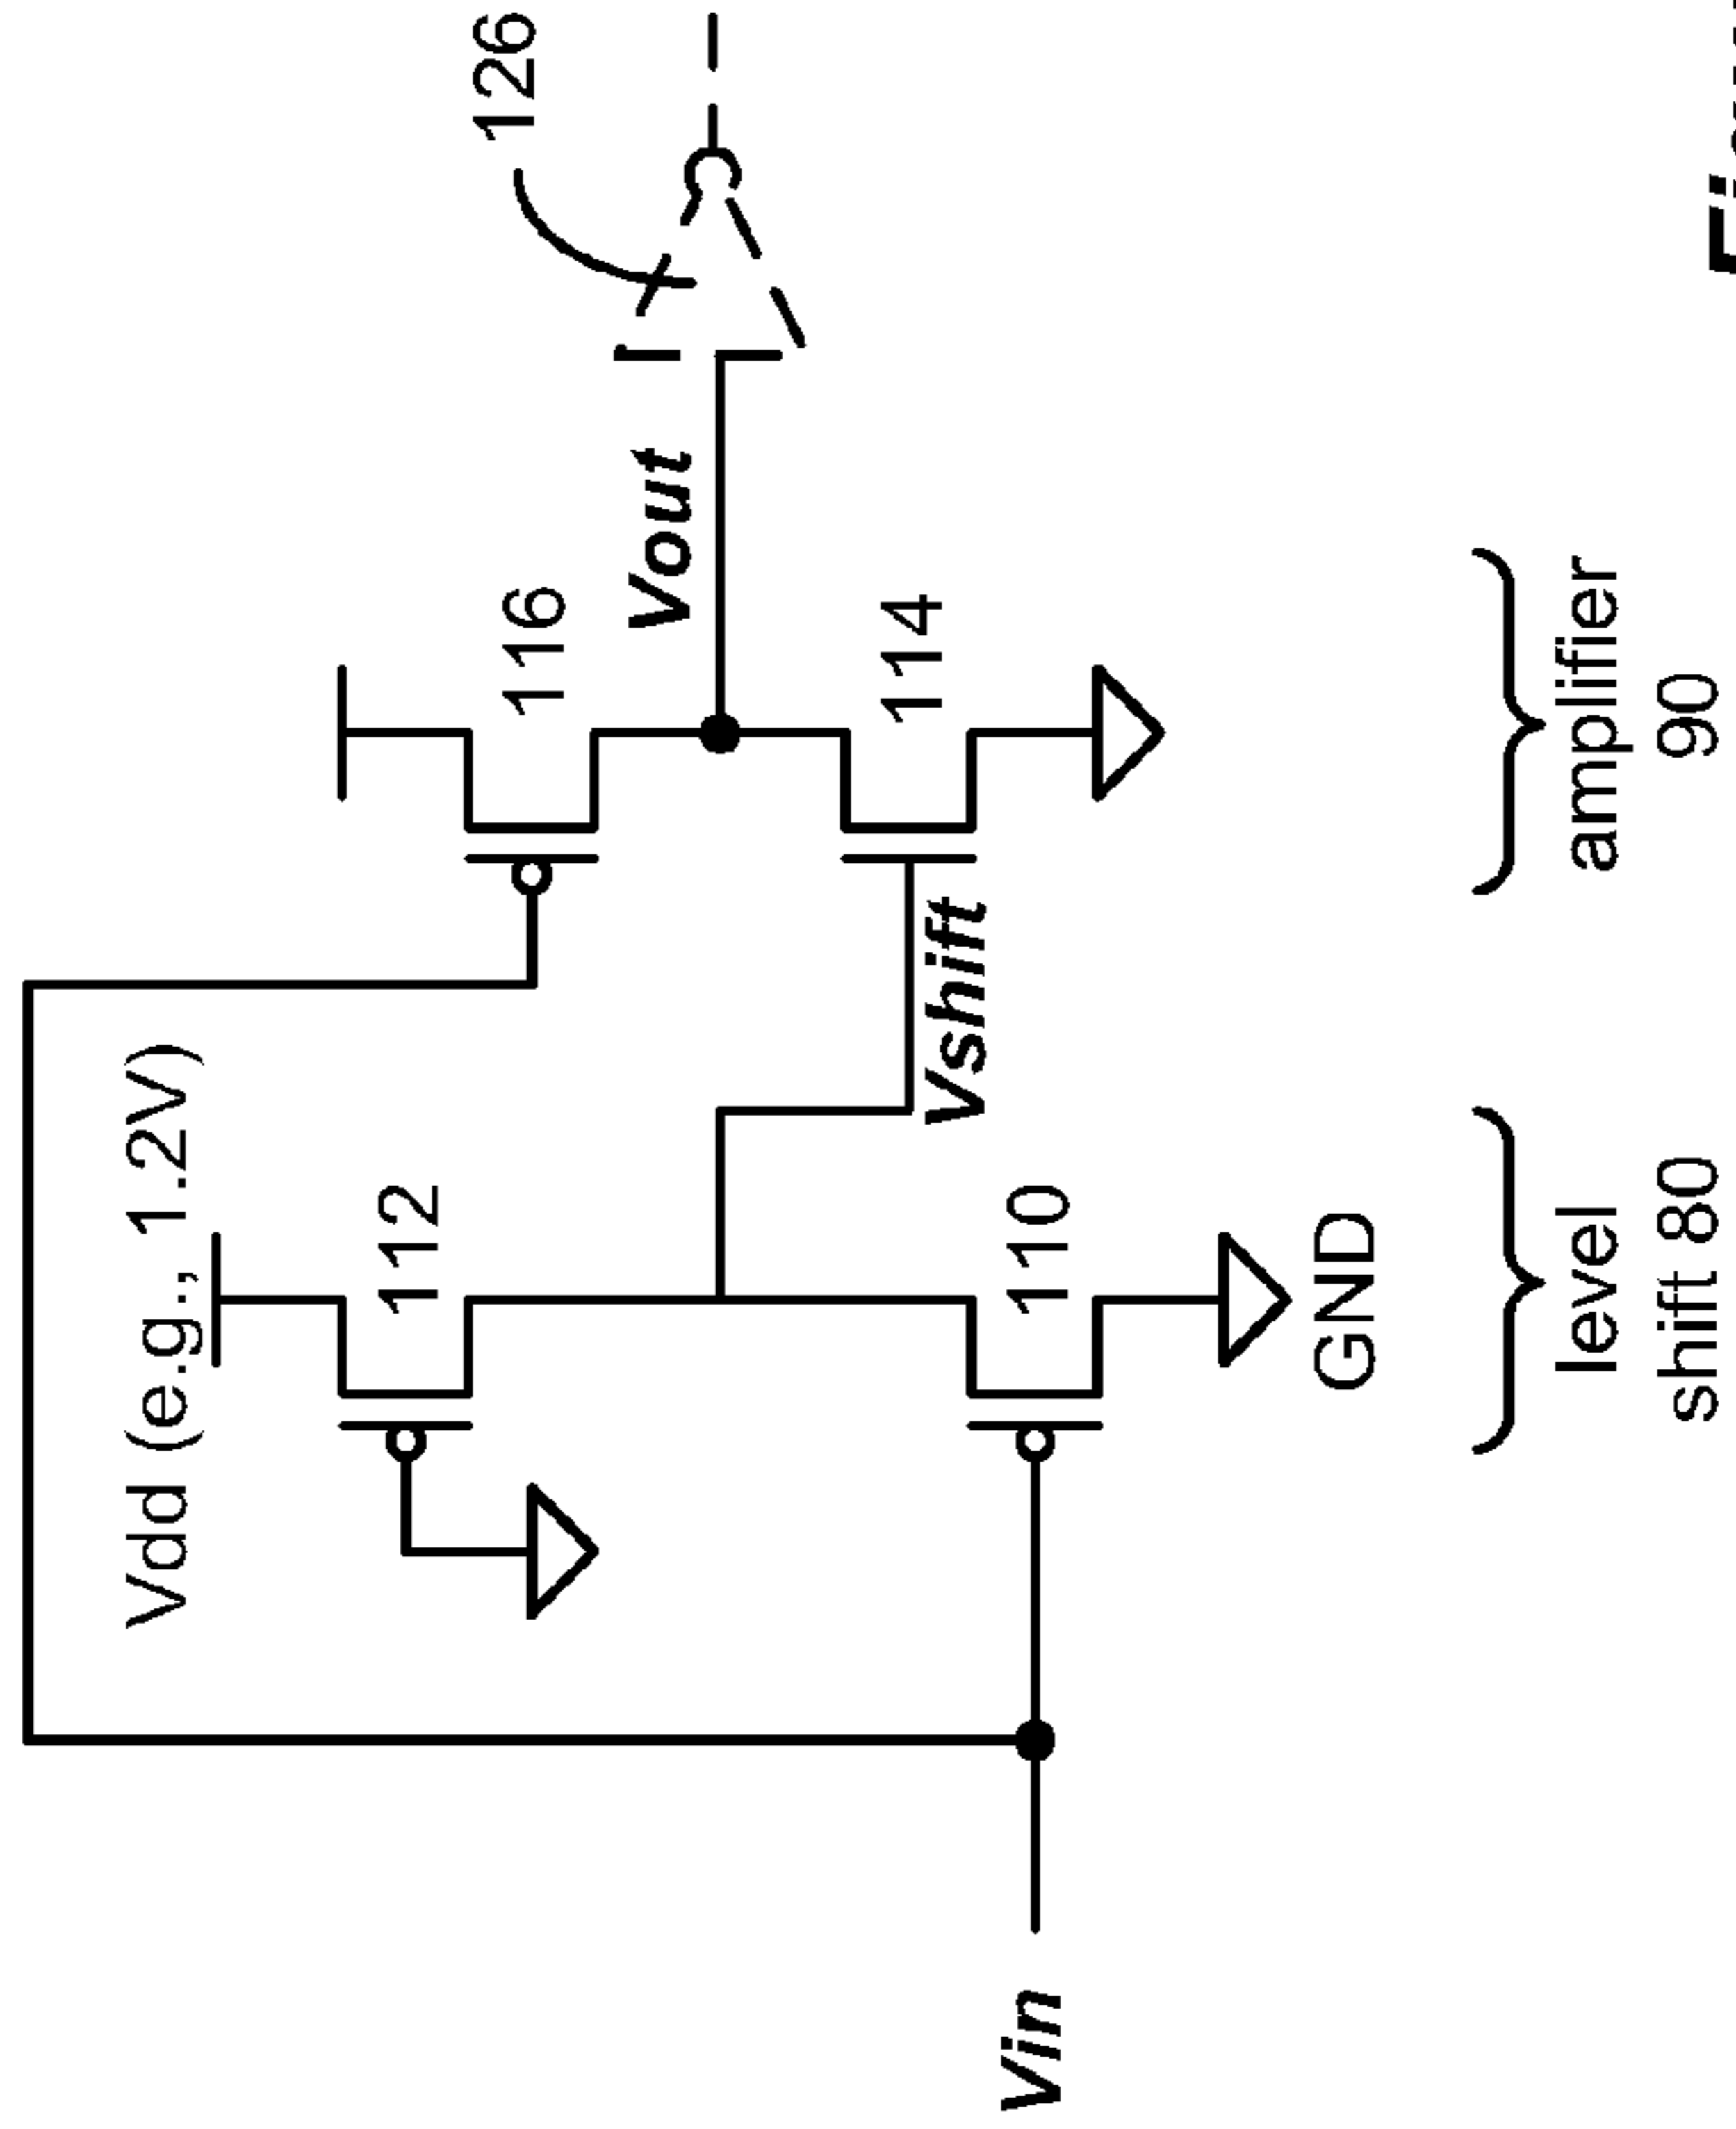 Vdd (e.g., 1.2V)
126
112
116
Vout
114
Vshift
110
Vin
GND
level
shift 80
amplifier
90